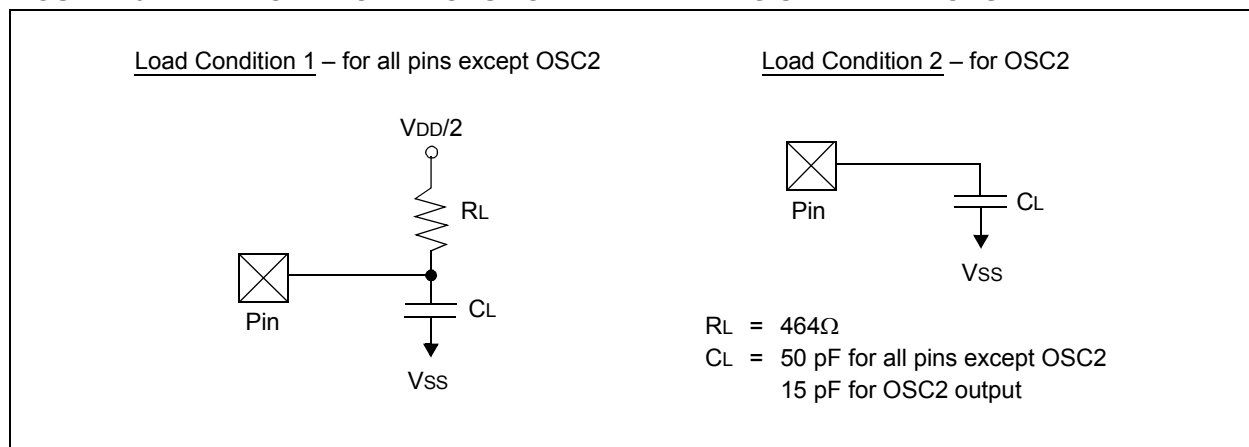 Load Condition 1 – for all pins except OSC2
VDD/2
RL
Pin
CL
VSS
Load Condition 2 – for OSC2
Pin
CL
VSS
RL = 464Ω
CL = 50 pF for all pins except OSC2
15 pF for OSC2 output